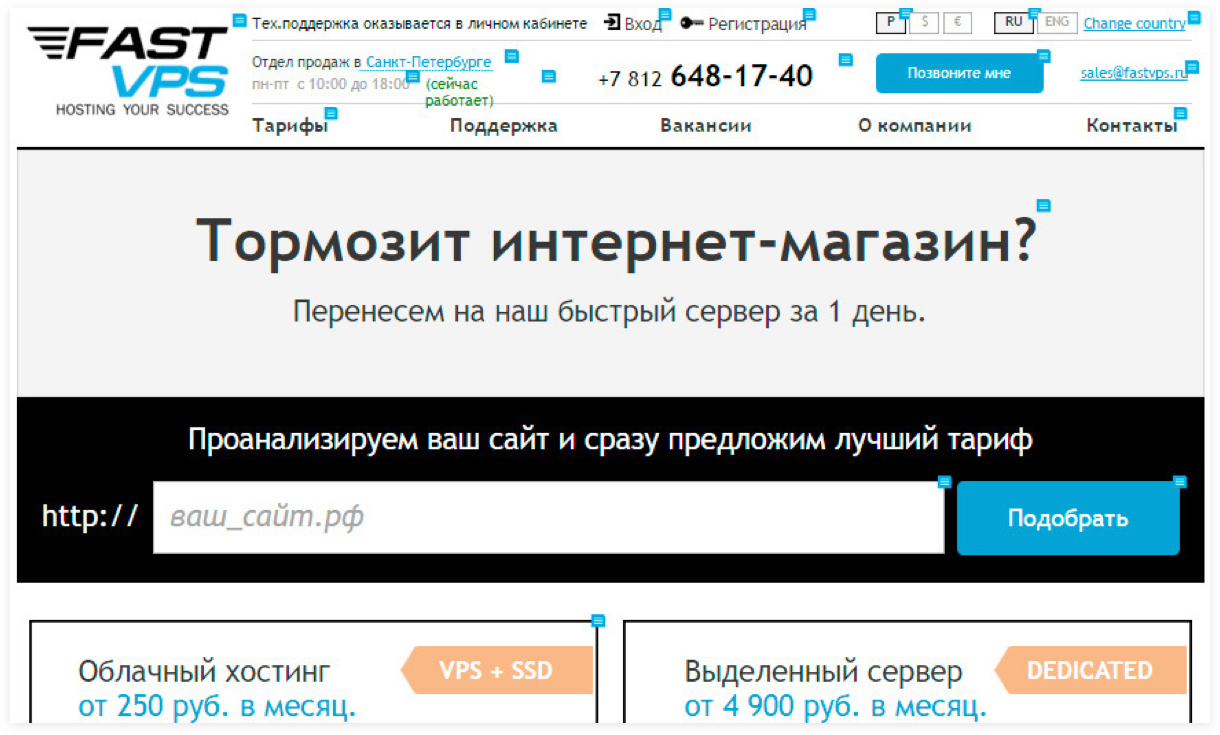 FAST
VPS
HOSTING YOUR SUCCESS
Тех.поддержка оказывается в личном кабинете Вход Регистрация Р $ € RU ENG Change country
Отдел продаж в Санкт-Петербурге
пн-пт с 10:00 до 18:00 (сейчас работает)
+7 812 648-17-40 Позвоните мне sales@fastvps.ru
Тарифы Поддержка Вакансии О компании Контакты
Тормозит интернет-магазин?
Перенесем на наш быстрый сервер за 1 день.
Проанализируем ваш сайт и сразу предложим лучший тариф
http:// ваш_сайт.рф Подобрать
Облачный хостинг VPS + SSD
от 250 руб. в месяц.
Выделенный сервер DEDICATED
от 4 900 руб. в месяц.